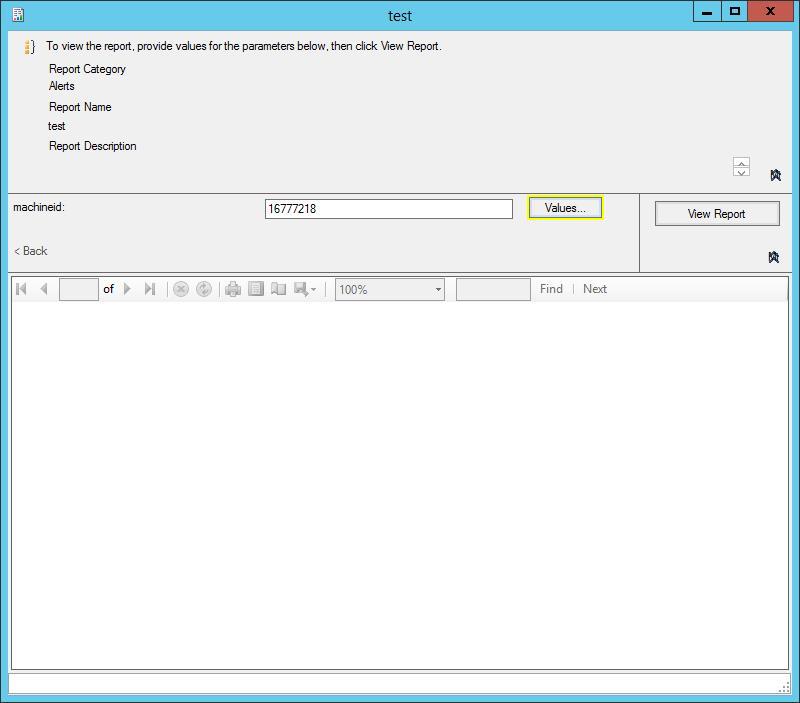 test
To view the report, provide values for the parameters below, then click View Report.
Report Category
Alerts
Report Name
test
Report Description
machineid: 16777218 Values... View Report
< Back
of 100% Find Next